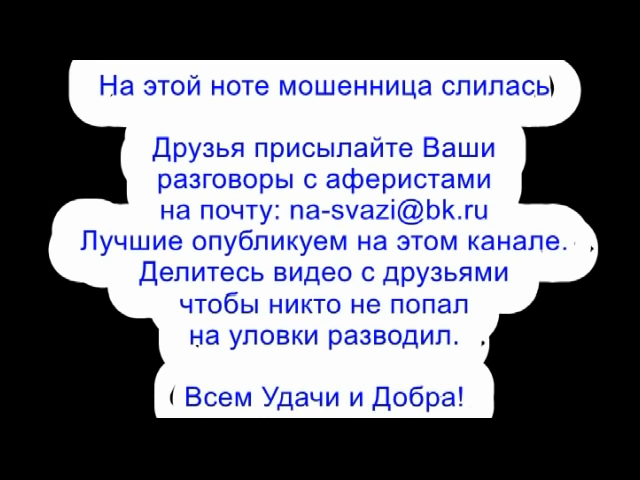 На этой ноте мошенница слилась
Друзья присылайте Ваши
разговоры с аферистами
на почту: na-svazi@bk.ru
Лучшие опубликуем на этом канале.
Делитесь видео с друзьями
чтобы никто не попал
на уловки разводил.
Всем Удачи и Добра!